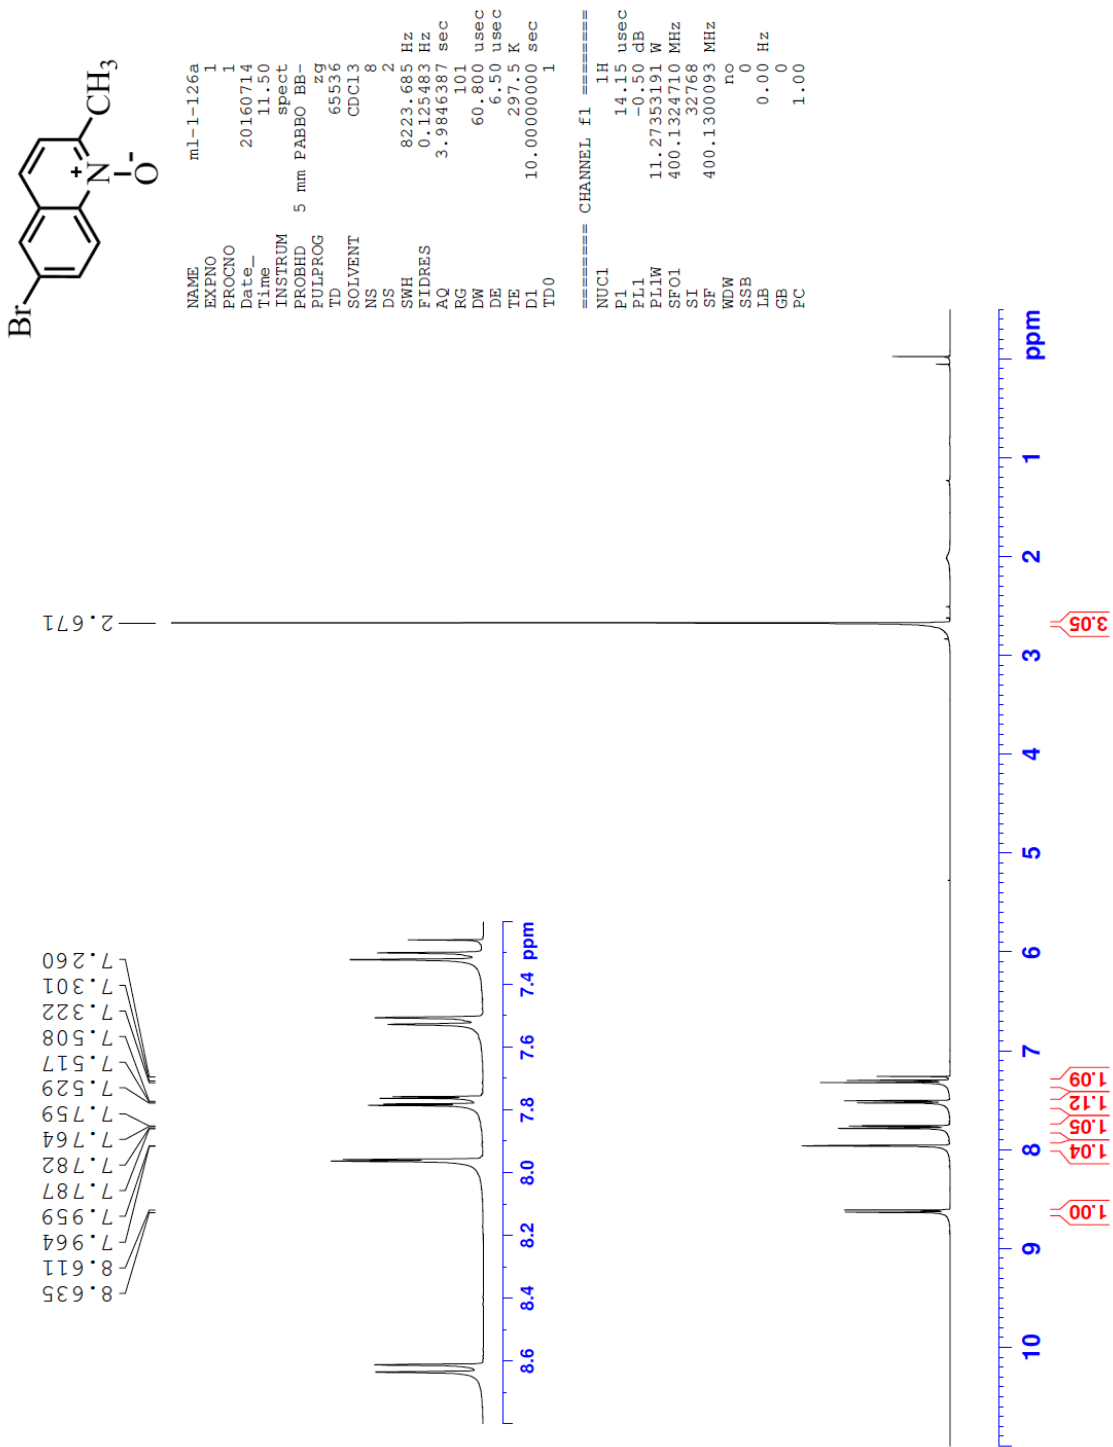 Br
CH3
N
+
O
-
NAME ml-1-126a
EXPNO 1
PROCNO 1
Date_ 20160714
Time 11.50
INSTRUM spect
PROBHD 5 mm PABBO BB-
PULPROG zg
TD 65536
SOLVENT CDCl3
NS 8
DS 2
SWH 8223.685 Hz
FIDRES 0.125483 Hz
AQ 3.9846387 sec
RG 101
DW 60.800 usec
DE 6.50 usec
TE 297.5 K
D1 10.00000000 sec
TD0 1
======== CHANNEL f1 ========
NUC1 1H
P1 14.15 usec
PL1 -0.50 dB
PL1W 11.27353191 W
SFO1 400.1324710 MHz
SI 32768
SF 400.1300093 MHz
WDW no
SSB 0
LB 0.00 Hz
GB 0
PC 1.00
8.635
8.611
7.964
7.959
7.787
7.782
7.764
7.759
7.529
7.517
7.508
7.322
7.301
7.260
2.671
8.6 8.4 8.2 8.0 7.8 7.6 7.4 ppm
10 9 8 7 6 5 4 3 2 1 ppm
1.00
1.04
1.05
1.12
1.09
3.05